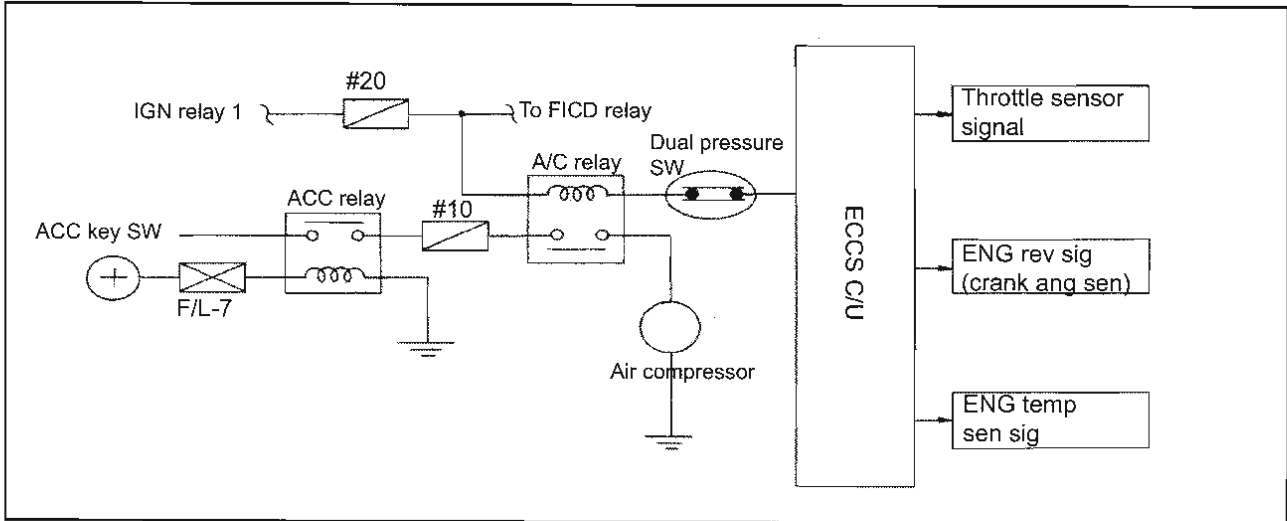 #20
IGN relay 1
To FICD relay
Dual pressure
SW
A/C relay
ACC relay
#10
ACC key SW
F/L-7
Air compressor
ECCS C/U
Throttle sensor
signal
ENG rev sig
(crank ang sen)
ENG temp
sen sig